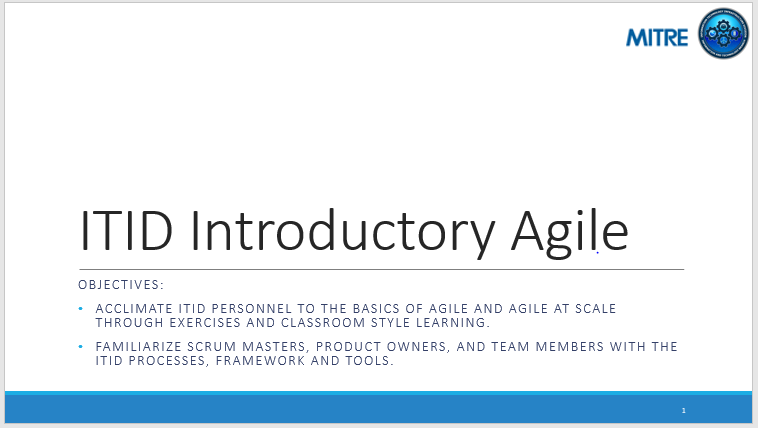 MITRE
ITID Introductory Agile
OBJECTIVES:
• ACCLIMATE ITID PERSONNEL TO THE BASICS OF AGILE AND AGILE AT SCALE
THROUGH EXERCISES AND CLASSROOM STYLE LEARNING.
• FAMILIARIZE SCRUM MASTERS, PRODUCT OWNERS, AND TEAM MEMBERS WITH THE
ITID PROCESSES, FRAMEWORK AND TOOLS.
1